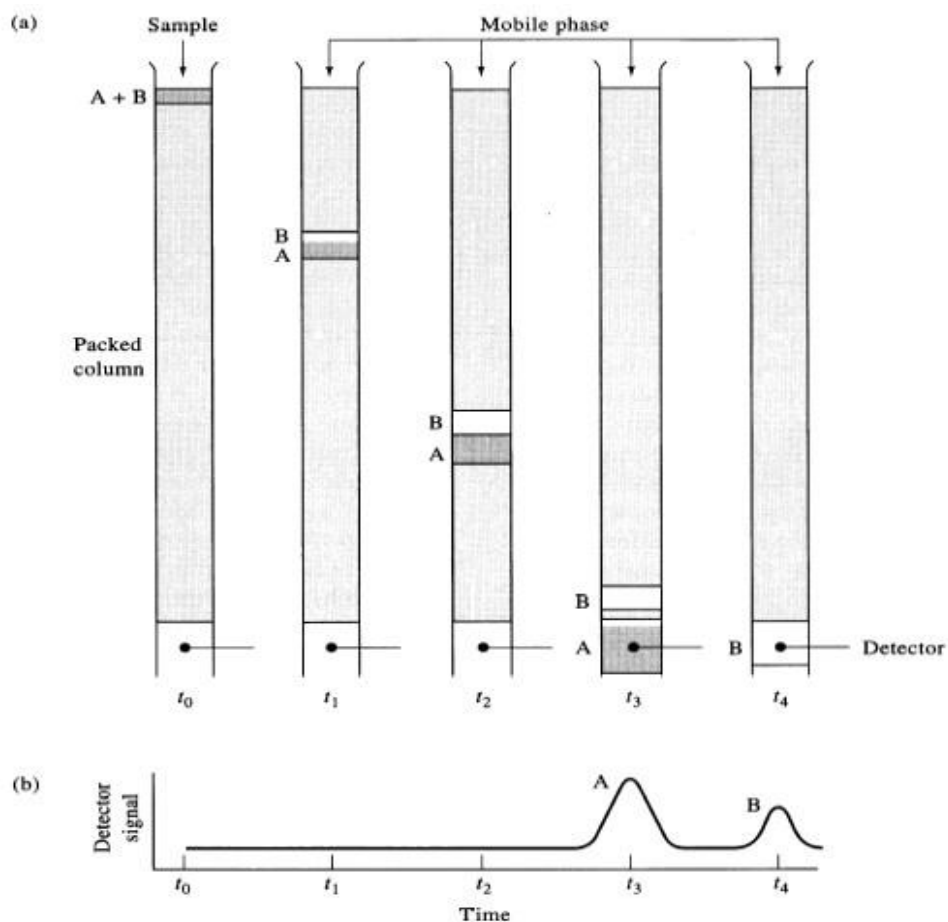 (a)
Sample
Mobile phase
A + B
B
A
Packed
column
B
A
B
A
B
Detector
t₀
t₁
t₂
t₃
t₄
(b)
Detector
signal
A
B
t₀
t₁
t₂
t₃
t₄
Time